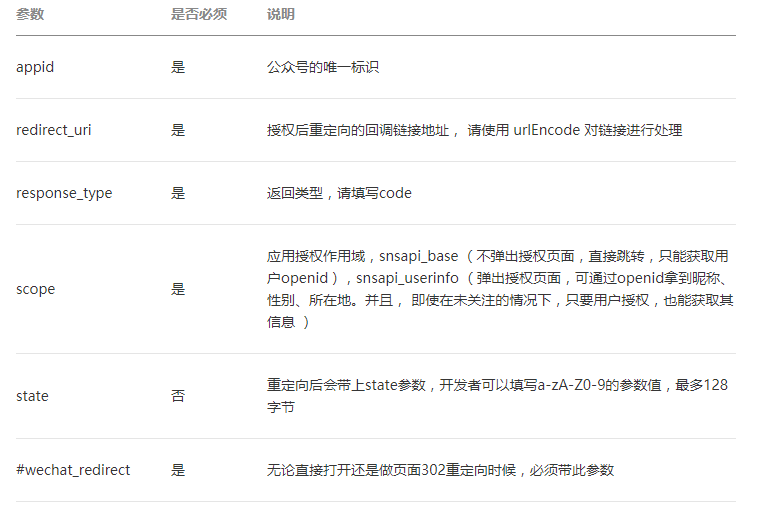 参数 是否必须 说明
appid 是 公众号的唯一标识
redirect_uri 是 授权后重定向的回调链接地址， 请使用 urlEncode 对链接进行处理
response_type 是 返回类型，请填写code
scope 是 应用授权作用域，snsapi_base （不弹出授权页面，直接跳转，只能获取用
户openid），snsapi_userinfo （弹出授权页面，可通过openid拿到昵称、
性别、所在地。并且， 即使在未关注的情况下，只要用户授权，也能获取其
信息 ）
state 否 重定向后会带上state参数，开发者可以填写a-zA-Z0-9的参数值，最多128
字节
#wechat_redirect 是 无论直接打开还是做页面302重定向时候，必须带此参数